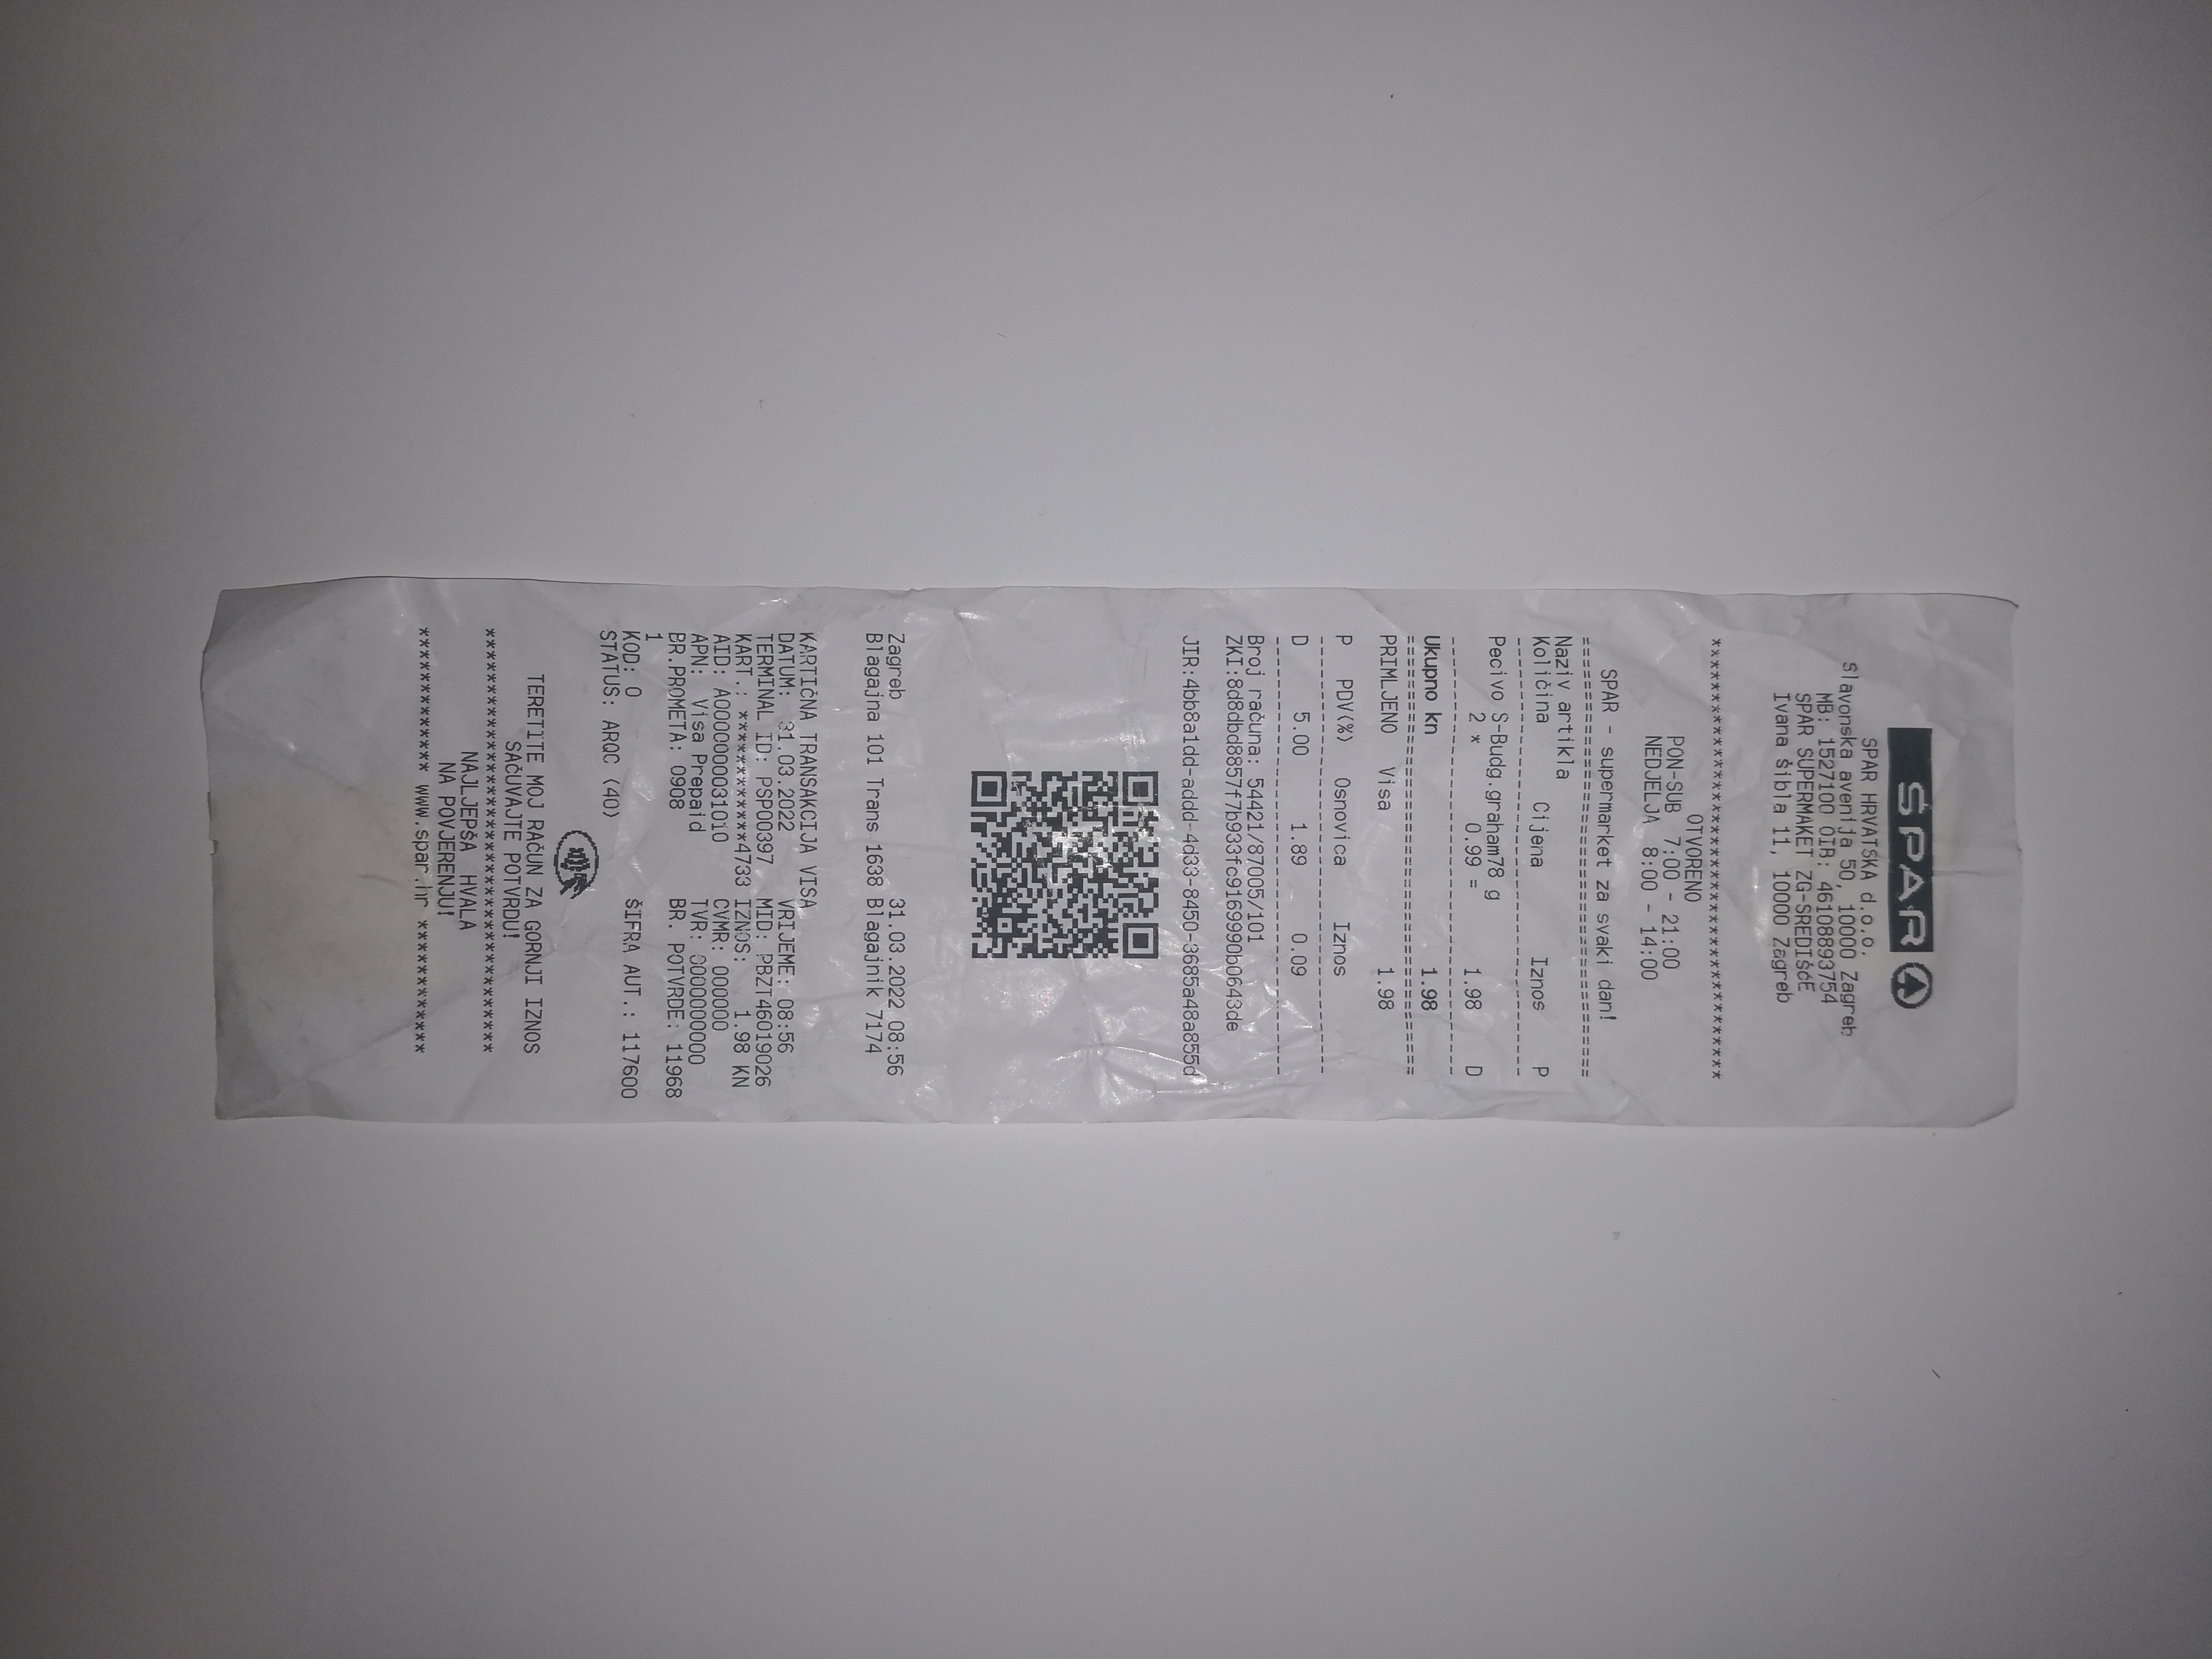 SPAR
SPAR HRVATSKA d.o.o.
Slavonska avenija 50, 10000 Zagreb
MB: 1527100 OIB: 46108893754
SPAR SUPERMAKET ZG-SREDIŠĆE
Ivana Šibla 11, 10000 Zagreb
****************************************
OTVORENO
PON-SUB 7:00 - 21:00
NEDJELJA 8:00 - 14:00
SPAR - supermarket za svaki dan!
========================================
Naziv artikla
Količina Cijena Iznos P
----------------------------------------
Pecivo S-Budg.graham78 g
2 * 0.99 = 1.98 D
----------------------------------------
Ukupno kn 1.98
========================================
PRIMLJENO Visa 1.98
P PDV(%) Osnovica Iznos
----------------------------------------
D 5.00 1.89 0.09
----------------------------------------
Broj računa: 54421/87005/101
ZKI:8d8dbd8857f7b933fc9169990b0643de
JIR:4bb8a1dd-addd-4d33-8450-3685a48a855d
Zagreb 31.03.2022 08:56
Blagajna 101 Trans 1638 Blagajnik 7174
KARTIČNA TRANSAKCIJA VISA
DATUM: 31.03.2022 VRIJEME: 08:56
TERMINAL ID: PSP00397 MID: PBZT46019026
KART.: ************4733 IZNOS: 1.98 KN
AID: A0000000031010 CVMR: 000000
APN: Visa Prepaid TVR: 0000000000
BR.PROMETA: 0908 BR. POTVRDE: 11968
1
KOD: 0 ŠIFRA AUT.: 117600
STATUS: ARQC (40)
TERETITE MOJ RAČUN ZA GORNJI IZNOS
SAČUVAJTE POTVRDU!
**************************************
NAJLJEPŠA HVALA
NA POVJERENJU!
************* www.spar.hr ************